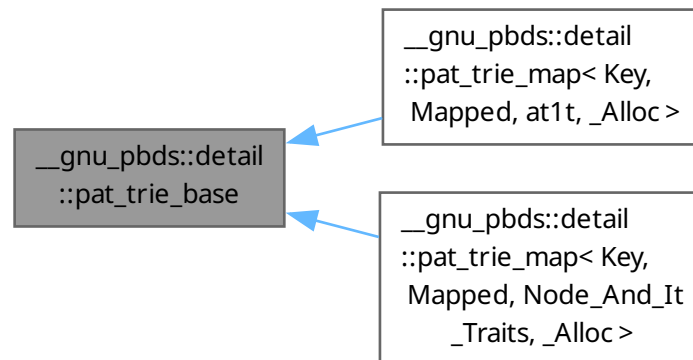 __gnu_pbds::detail
::pat_trie_map< Key,
Mapped, at1t, _Alloc >
__gnu_pbds::detail
::pat_trie_base
__gnu_pbds::detail
::pat_trie_map< Key,
Mapped, Node_And_It
_Traits, _Alloc >